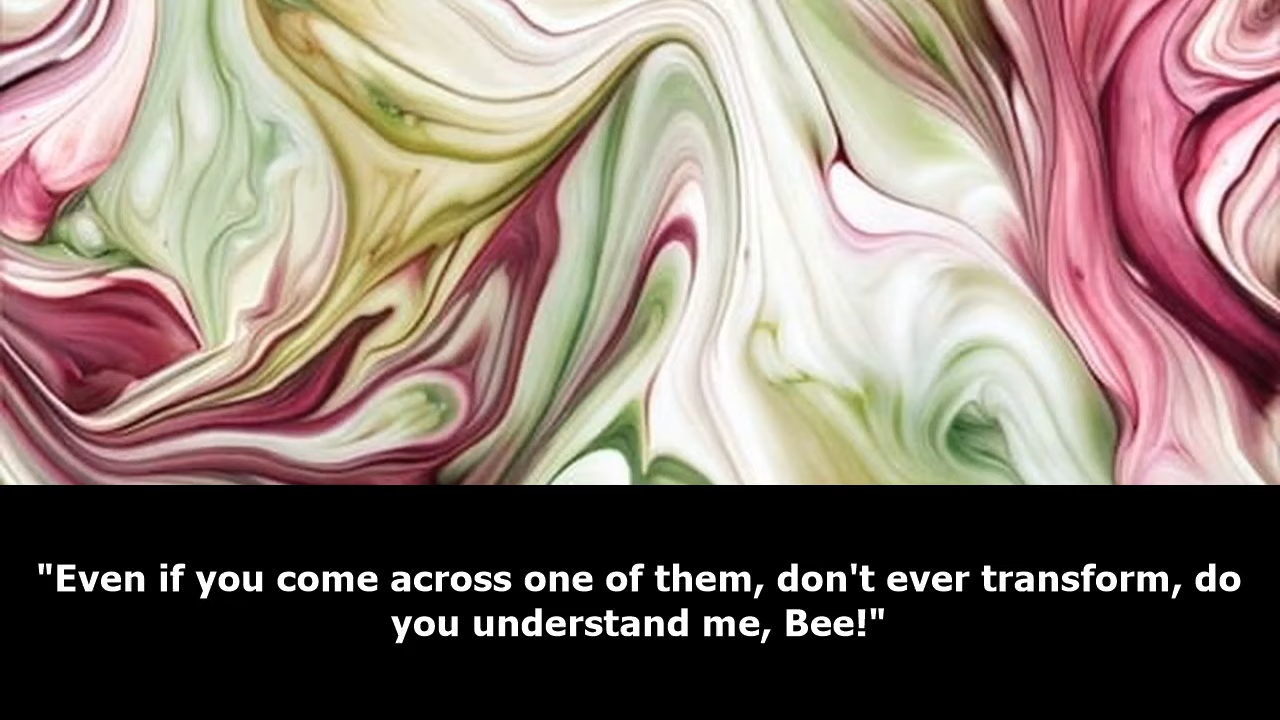 "Even if you come across one of them, don't ever transform, do
you understand me, Bee!"